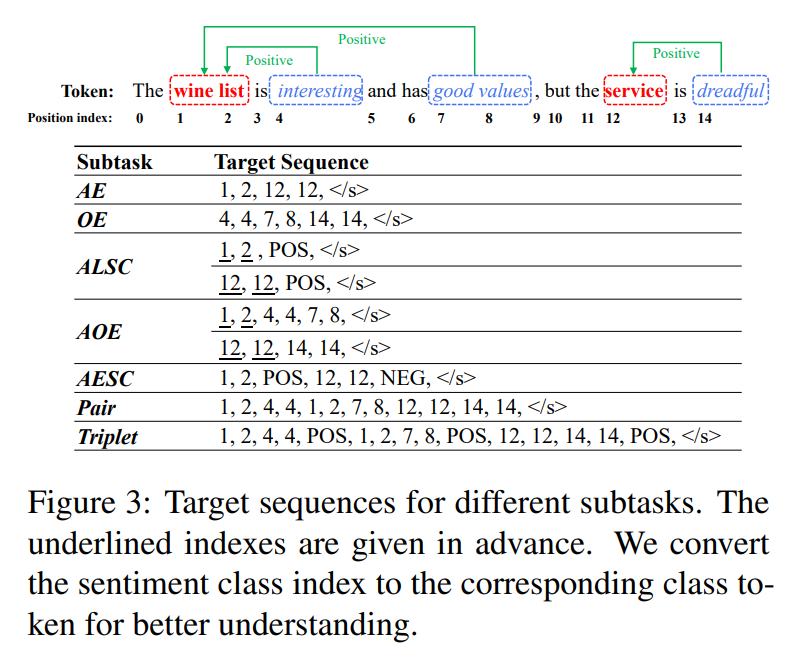 Positive
Positive
Positive
Token: The wine list is interesting and has good values , but the service is dreadful
Position index: 0 1 2 3 4 5 6 7 8 9 10 11 12 13 14
Subtask Target Sequence
AE 1, 2, 12, 12, </s>
OE 4, 4, 7, 8, 14, 14, </s>
ALSC 1, 2 , POS, </s>
12, 12, POS, </s>
AOE 1, 2, 4, 4, 7, 8, </s>
12, 12, 14, 14, </s>
AESC 1, 2, POS, 12, 12, NEG, </s>
Pair 1, 2, 4, 4, 1, 2, 7, 8, 12, 12, 14, 14, </s>
Triplet 1, 2, 4, 4, POS, 1, 2, 7, 8, POS, 12, 12, 14, 14, POS, </s>
Figure 3: Target sequences for different subtasks. The
underlined indexes are given in advance. We convert
the sentiment class index to the corresponding class to-
ken for better understanding.